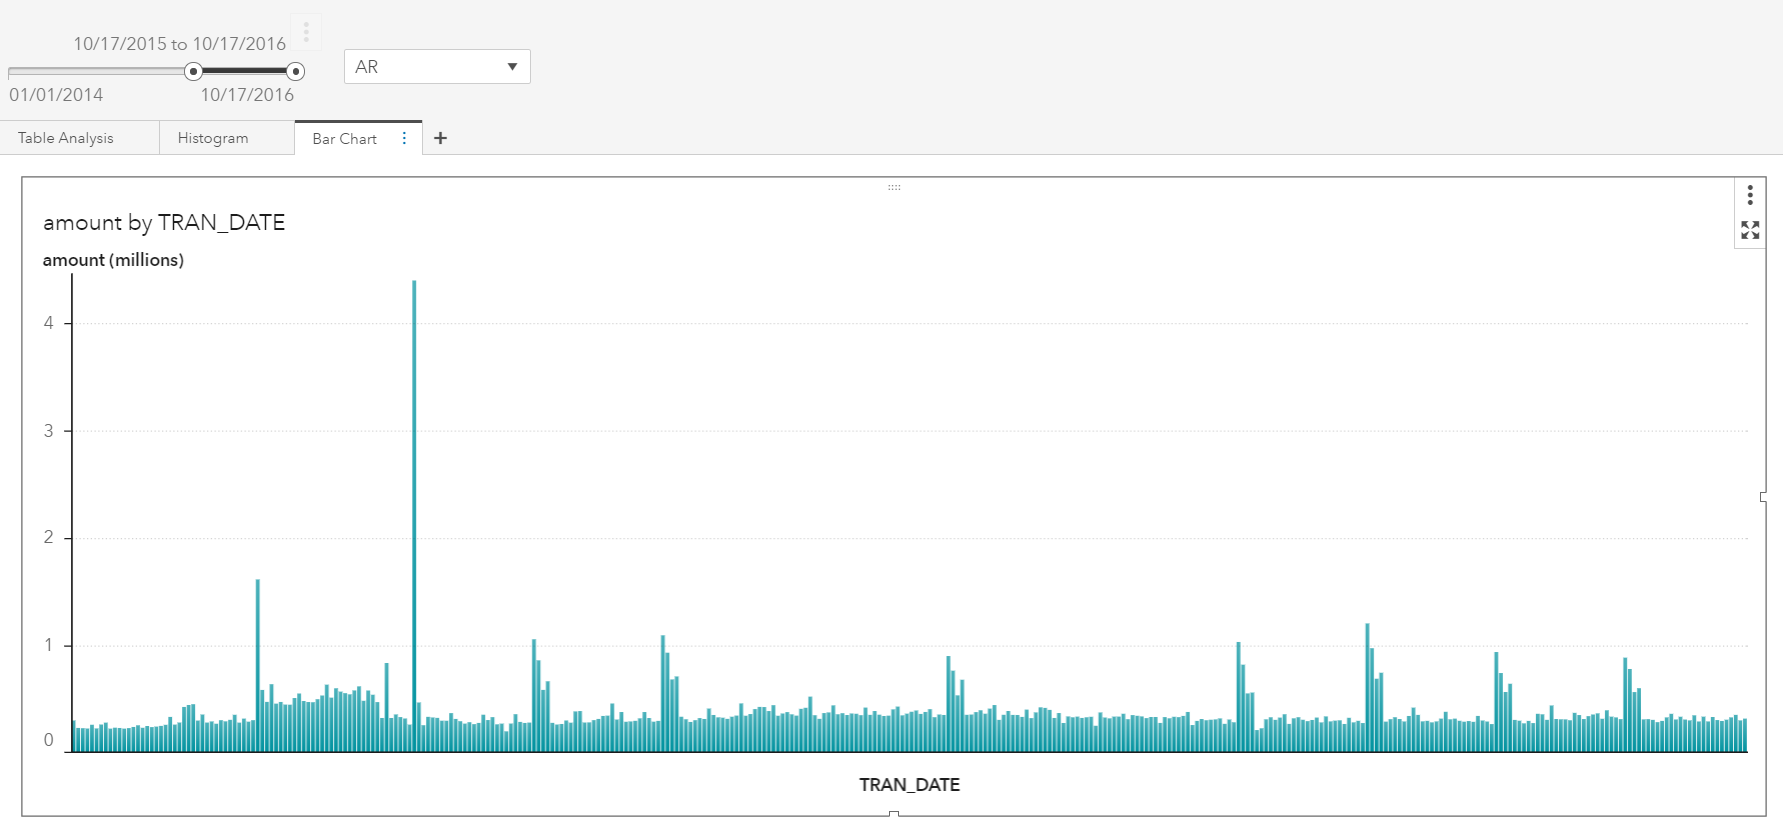 10/17/2015 to 10/17/2016
01/01/2014
10/17/2016
AR
Table Analysis
Histogram
Bar Chart
+
amount by TRAN_DATE
amount (millions)
4
3
2
1
0
TRAN_DATE